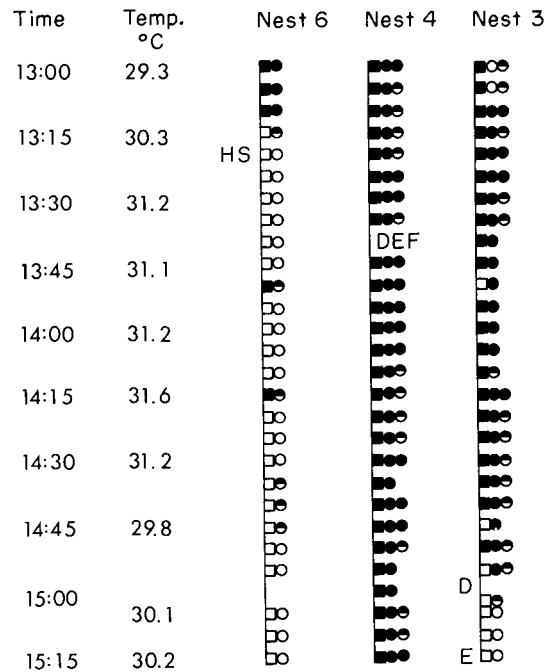 Time Temp. °C Nest 6 Nest 4 Nest 3
13:00 29.3
13:15 30.3
HS
13:30 31.2
DEF
13:45 31.1
14:00 31.2
14:15 31.6
14:30 31.2
14:45 29.8
D
15:00 30.1
15:15 30.2 E